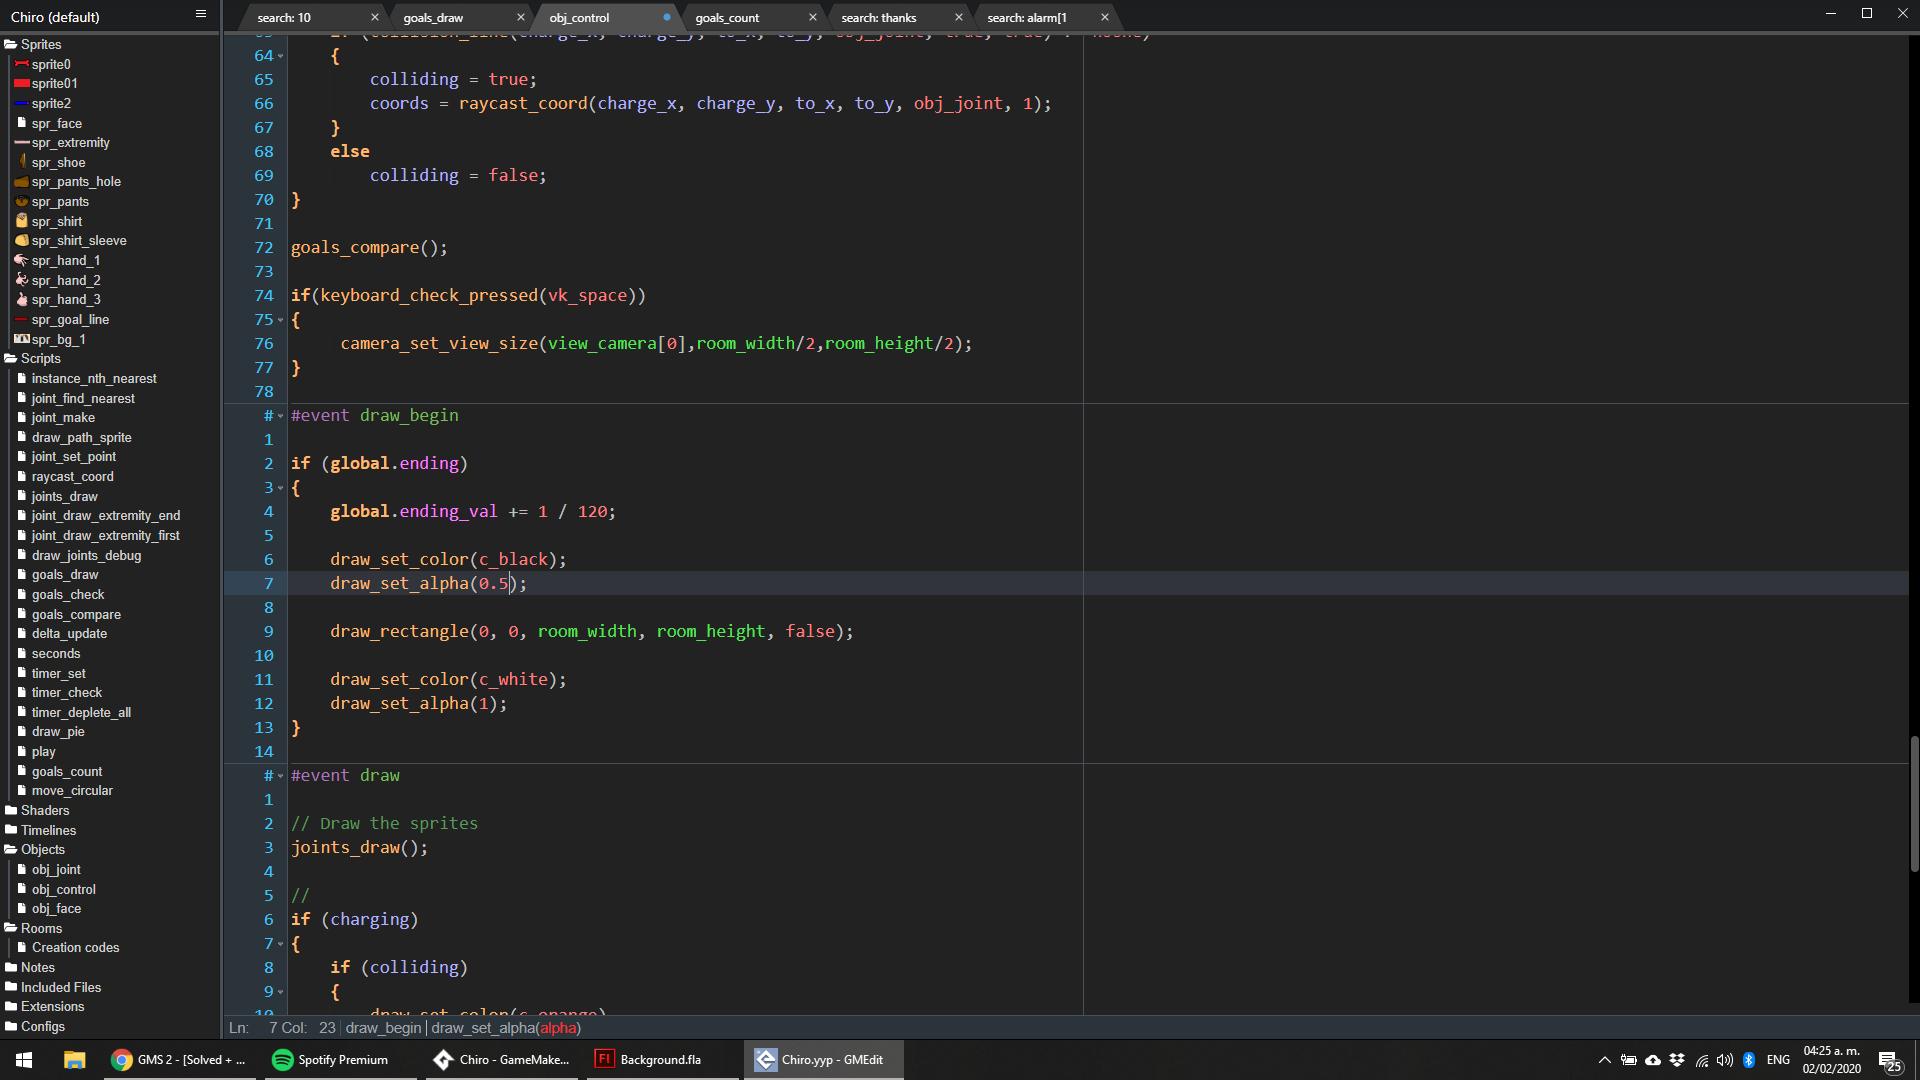 Chiro (default)
search: 10
goals_draw
obj_control
goals_count
search: thanks
search: alarm[1
Sprites
sprite0
sprite01
sprite2
spr_face
spr_extremity
spr_shoe
spr_pants_hole
spr_pants
spr_shirt
spr_shirt_sleeve
spr_hand_1
spr_hand_2
spr_hand_3
spr_goal_line
spr_bg_1
Scripts
instance_nth_nearest
joint_find_nearest
joint_make
draw_path_sprite
joint_set_point
raycast_coord
joints_draw
joint_draw_extremity_end
joint_draw_extremity_first
draw_joints_debug
goals_draw
goals_check
goals_compare
delta_update
seconds
timer_set
timer_check
timer_deplete_all
draw_pie
play
goals_count
move_circular
Shaders
Timelines
Objects
obj_joint
obj_control
obj_face
Rooms
Creation codes
Notes
Included Files
Extensions
Configs
64 {
65 colliding = true;
66 coords = raycast_coord(charge_x, charge_y, to_x, to_y, obj_joint, 1);
67 }
68 else
69 colliding = false;
70 }
71
72 goals_compare();
73
74 if(keyboard_check_pressed(vk_space))
75 {
76 camera_set_view_size(view_camera[0],room_width/2,room_height/2);
77 }
78
# #event draw_begin
1
2 if (global.ending)
3 {
4 global.ending_val += 1 / 120;
5
6 draw_set_color(c_black);
7 draw_set_alpha(0.5);
8
9 draw_rectangle(0, 0, room_width, room_height, false);
10
11 draw_set_color(c_white);
12 draw_set_alpha(1);
13 }
14
# #event draw
1
2 // Draw the sprites
3 joints_draw();
4
5 //
6 if (charging)
7 {
8 if (colliding)
9 {
10 draw_set_color(c_orange)
Ln: 7 Col: 23 draw_begin draw_set_alpha(alpha)
GMS 2 - [Solved + ...
Spotify Premium
Chiro - GameMake...
Background.fla
Chiro.yyp - GMEdit
ENG
04:25 a. m.
02/02/2020
25